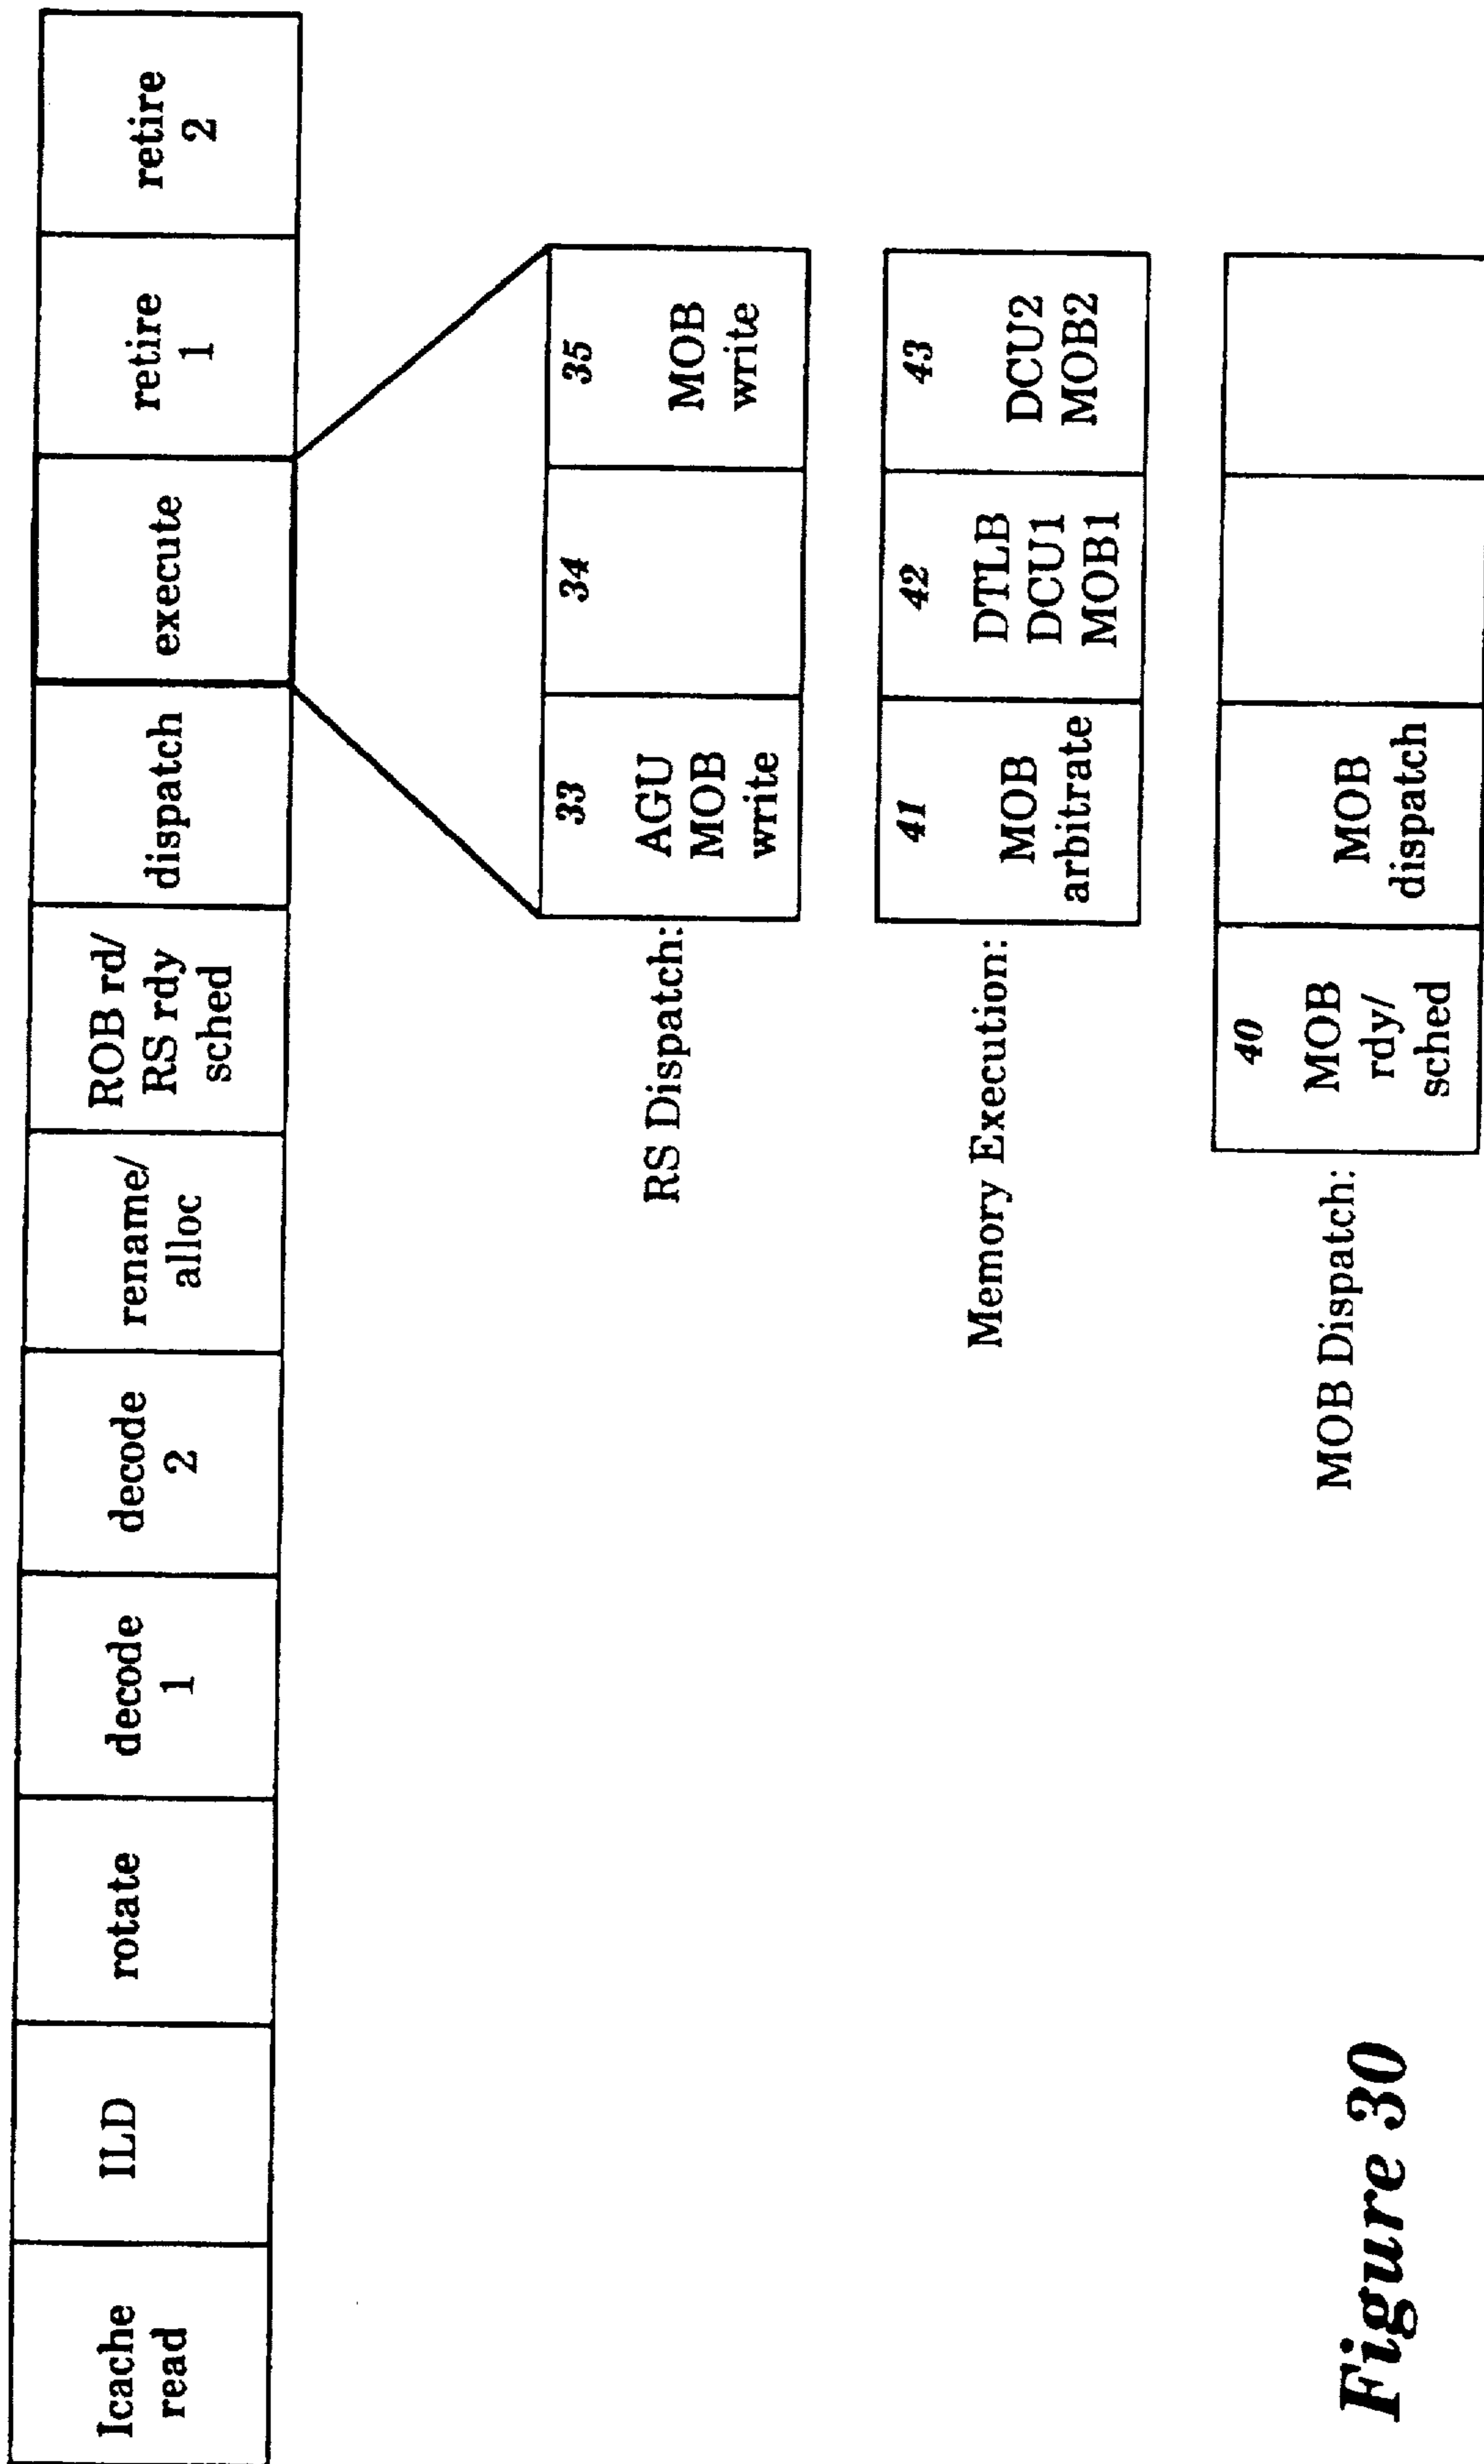 Icache
read
ILD
rotate
decode
1
decode
2
rename/
alloc
ROB rd/
RS rdy
sched
dispatch
execute
retire
1
retire
2
RS Dispatch:
33
AGU
MOB
write
34
35
MOB
write
Memory Execution:
41
MOB
arbitrate
42
DTLB
DCU1
MOB1
43
DCU2
MOB2
MOB Dispatch:
40
MOB
rdy/
sched
MOB
dispatch
Figure 30